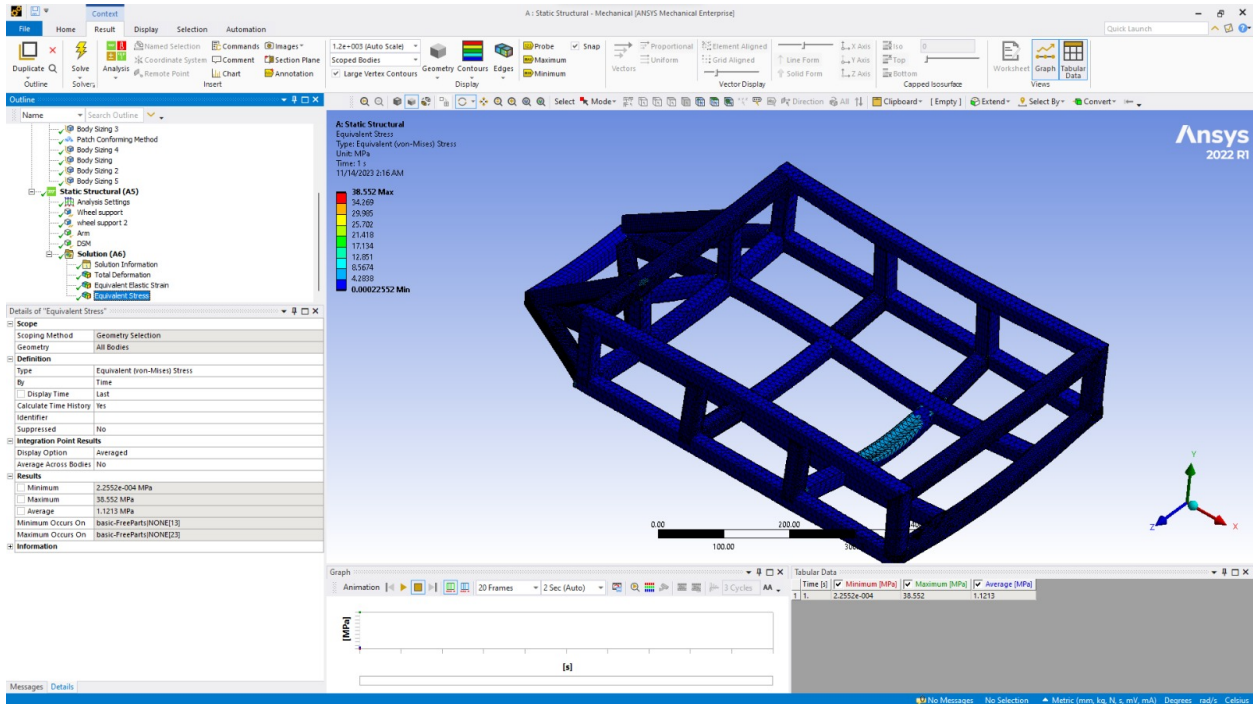 A : Static Structural - Mechanical [ANSYS Mechanical Enterprise]
Context
File Home Result Display Selection Automation
Quick Launch
Duplicate
Outline
Solve
Solver
Analysis
Named Selection
Coordinate System
Remote Point
Commands
Comment
Chart
Images
Section Plane
Annotation
Insert
1.2e+003 (Auto Scale)
Scoped Bodies
Large Vertex Contours
Geometry Contours Edges
Probe
Maximum
Minimum
Snap
Display
Vectors
Proportional
Uniform
Element Aligned
Grid Aligned
Line Form
Solid Form
X Axis
Y Axis
Z Axis
Vector Display
Iso
Top
Bottom
0
Capped Isosurface
Worksheet Graph Tabular Data
Views
Outline
Name Search Outline
Select Mode Direction All Clipboard [ Empty ] Extend Select By Convert
Body Sizing 3
Patch Conforming Method
Body Sizing 4
Body Sizing
Body Sizing 2
Body Sizing 5
Static Structural (A5)
Analysis Settings
Wheel support
wheel support 2
Arm
DSM
Solution (A6)
Solution Information
Total Deformation
Equivalent Elastic Strain
Equivalent Stress
Details of "Equivalent Stress"
Scope
Scoping Method Geometry Selection
Geometry All Bodies
Definition
Type Equivalent (von-Mises) Stress
By Time
Display Time Last
Calculate Time History Yes
Identifier
Suppressed No
Integration Point Results
Display Option Averaged
Average Across Bodies No
Results
Minimum 2.2552e-004 MPa
Maximum 38.552 MPa
Average 1.1213 MPa
Minimum Occurs On basic-FreeParts|NONE[13]
Maximum Occurs On basic-FreeParts|NONE[23]
Information
A: Static Structural
Equivalent Stress
Type: Equivalent (von-Mises) Stress
Unit: MPa
Time: 1 s
11/14/2023 2:16 AM
38.552 Max
34.269
29.985
25.702
21.418
17.134
12.851
8.5674
4.2838
0.00022552 Min
Ansys
2022 R1
0.00 200.00
100.00
Y
Z X
Graph
Animation 20 Frames 2 Sec (Auto) 3 Cycles
[MPa]
[s]
Tabular Data
Time [s] Minimum [MPa] Maximum [MPa] Average [MPa]
1 1. 2.2552e-004 38.552 1.1213
Messages Details
No Messages No Selection Metric (mm, kg, N, s, mV, mA) Degrees rad/s Celsius